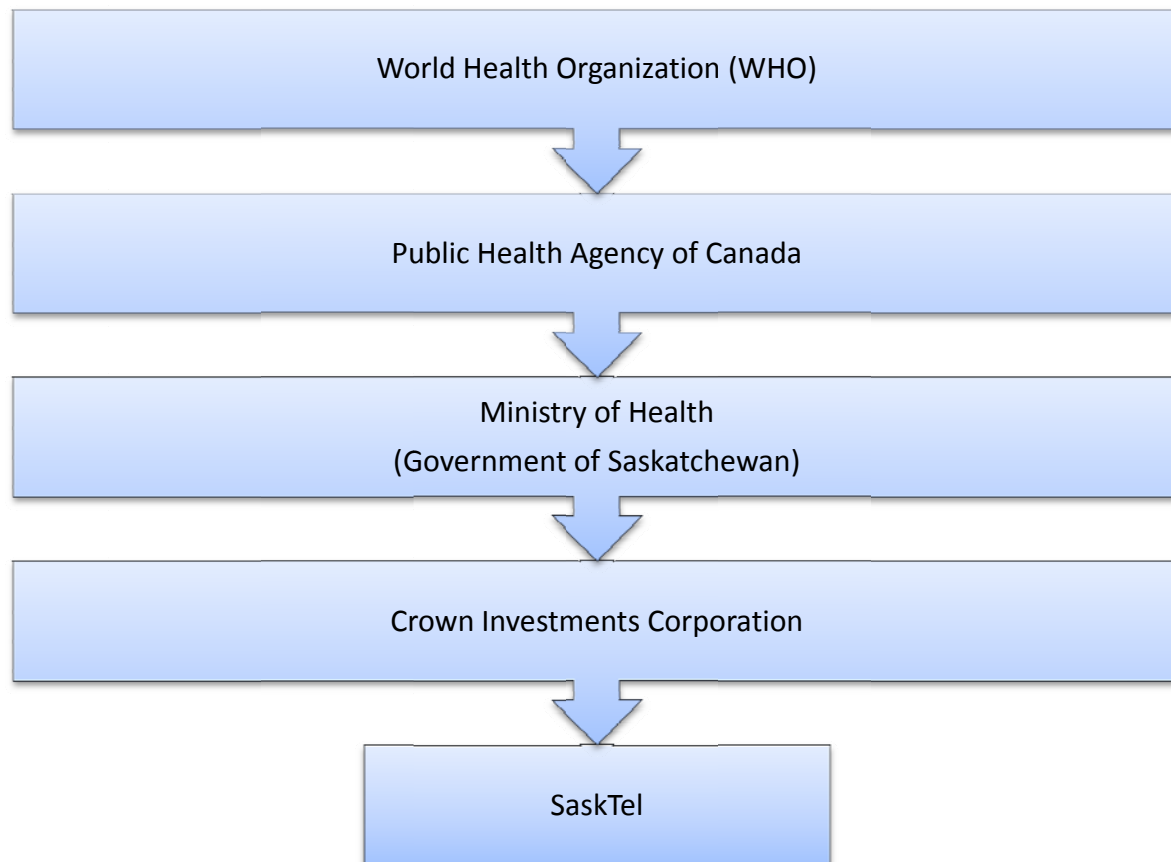 World Health Organization (WHO)
Public Health Agency of Canada
Ministry of Health
(Government of Saskatchewan)
Crown Investments Corporation
SaskTel